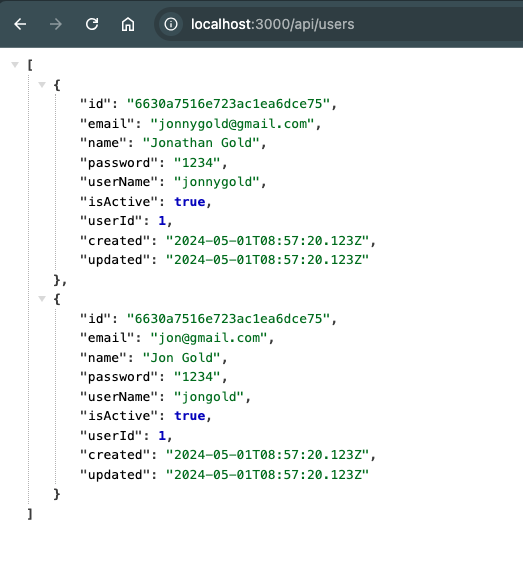 localhost:3000/api/users
[
{
"id": "6630a7516e723ac1ea6dce75",
"email": "jonnygold@gmail.com",
"name": "Jonathan Gold",
"password": "1234",
"userName": "jonnygold",
"isActive": true,
"userId": 1,
"created": "2024-05-01T08:57:20.123Z",
"updated": "2024-05-01T08:57:20.123Z"
},
{
"id": "6630a7516e723ac1ea6dce75",
"email": "jon@gmail.com",
"name": "Jon Gold",
"password": "1234",
"userName": "jongold",
"isActive": true,
"userId": 1,
"created": "2024-05-01T08:57:20.123Z",
"updated": "2024-05-01T08:57:20.123Z"
}
]